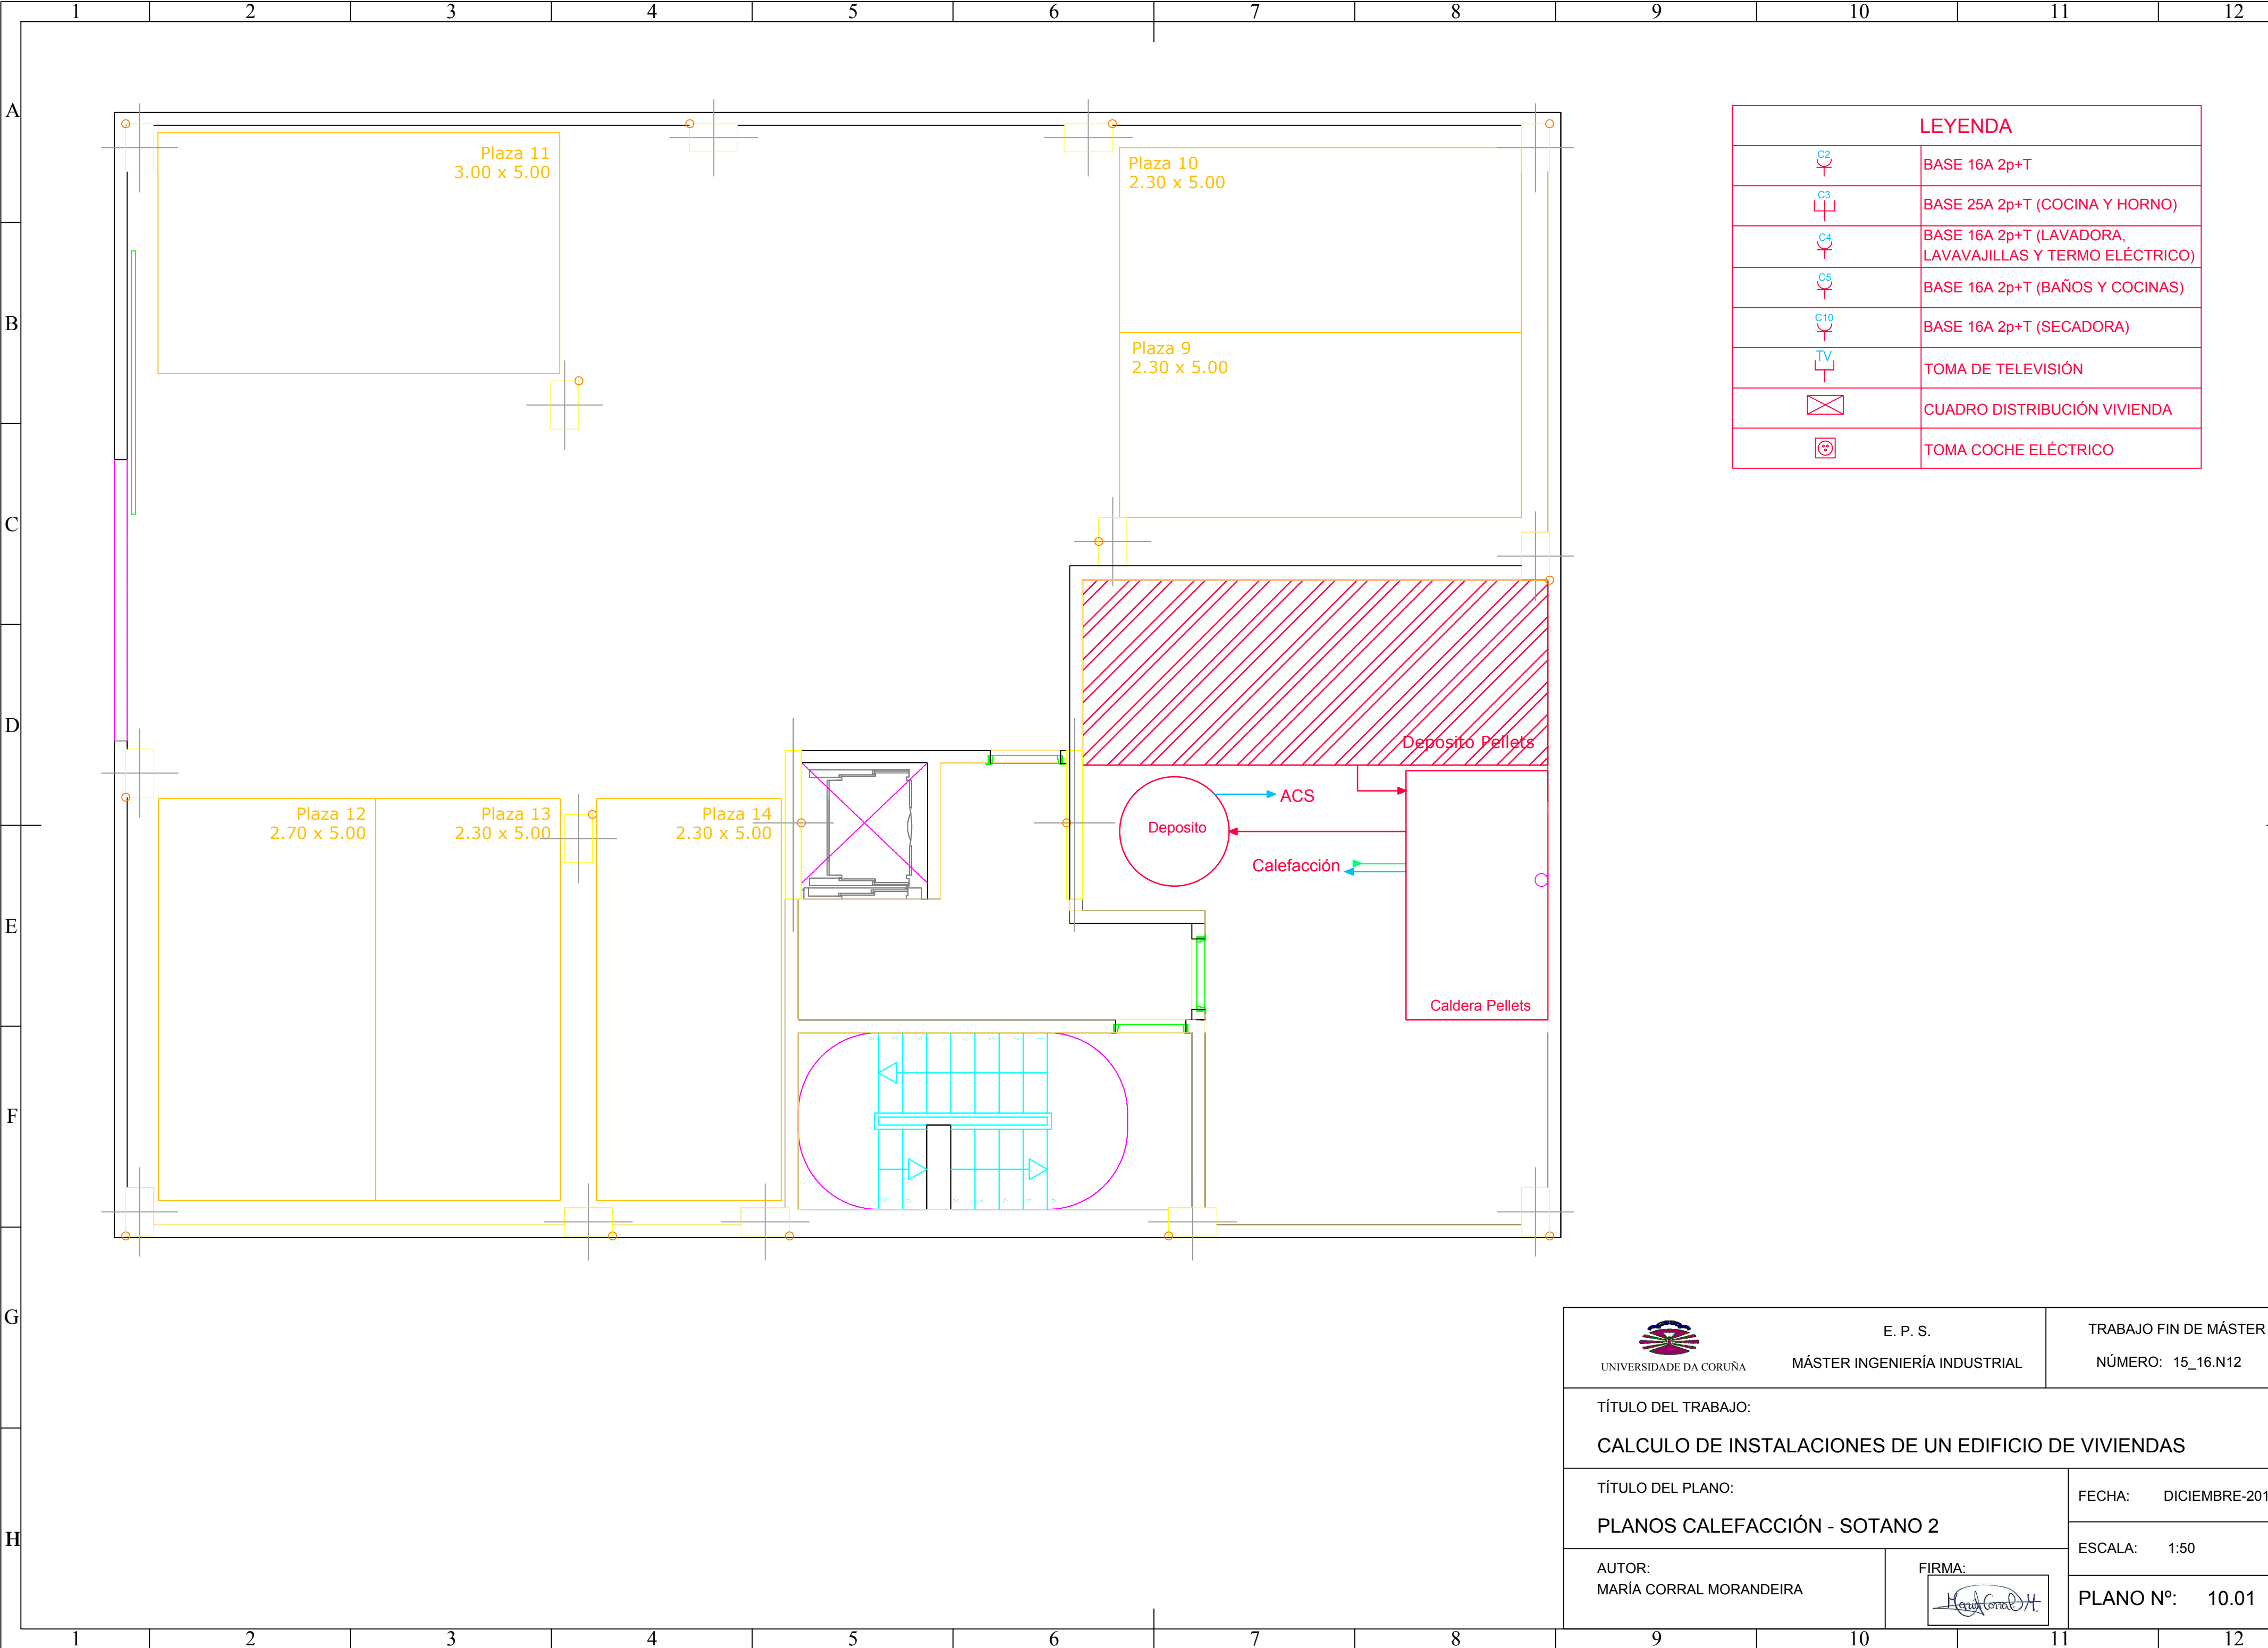 1 2 3 4 5 6 7 8 9 10 11 12
A
B
C
D
E
F
G
H
Plaza 11
3.00 x 5.00
Plaza 10
2.30 x 5.00
Plaza 9
2.30 x 5.00
LEYENDA
C2 BASE 16A 2p+T
C3 BASE 25A 2p+T (COCINA Y HORNO)
C4 BASE 16A 2p+T (LAVADORA,
LAVAVAJILLAS Y TERMO ELÉCTRICO)
C5 BASE 16A 2p+T (BAÑOS Y COCINAS)
C10 BASE 16A 2p+T (SECADORA)
TV TOMA DE TELEVISIÓN
CUADRO DISTRIBUCIÓN VIVIENDA
TOMA COCHE ELÉCTRICO
Deposito Pellets
Plaza 12
2.70 x 5.00
Plaza 13
2.30 x 5.00
Plaza 14
2.30 x 5.00
ACS
Deposito
Calefacción
Caldera Pellets
UNIVERSIDADE DA CORUÑA
E. P. S.
MÁSTER INGENIERÍA INDUSTRIAL
TRABAJO FIN DE MÁSTER
NÚMERO: 15_16.N12
TÍTULO DEL TRABAJO:
CALCULO DE INSTALACIONES DE UN EDIFICIO DE VIVIENDAS
TÍTULO DEL PLANO:
PLANOS CALEFACCIÓN - SOTANO 2
FECHA: DICIEMBRE-201
ESCALA: 1:50
AUTOR:
MARÍA CORRAL MORANDEIRA
FIRMA:
María Corral M.
PLANO Nº: 10.01
1 2 3 4 5 6 7 8 9 10 11 12